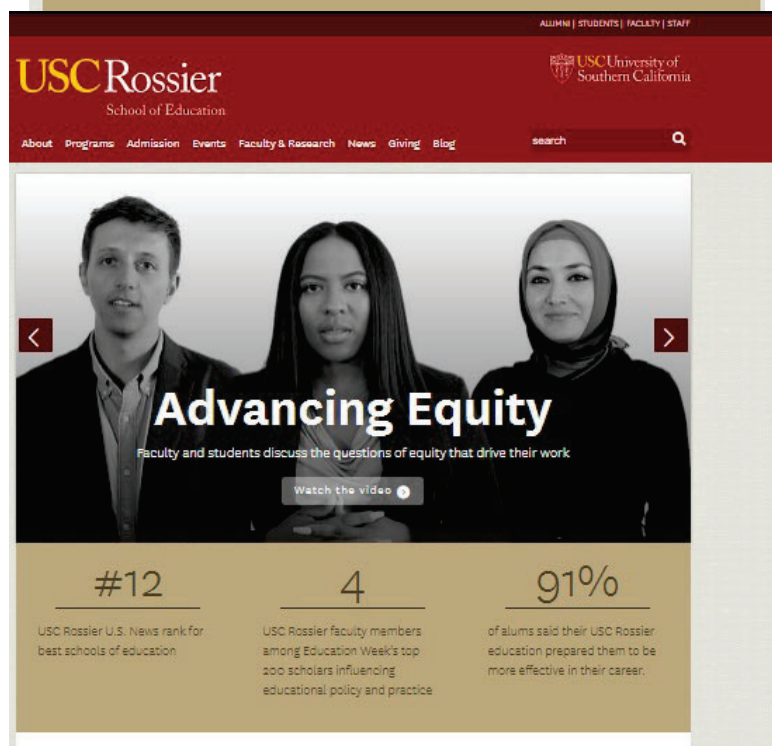 ALUMNI | STUDENTS | FACULTY | STAFF
USC Rossier
School of Education
USC University of
Southern California
About Programs Admission Events Faculty & Research News Giving Blog
search
Advancing Equity
Faculty and students discuss the questions of equity that drive their work
Watch the video
#12
USC Rossier U.S. News rank for
best schools of education
4
USC Rossier faculty members
among Education Week's top
200 scholars influencing
educational policy and practice
91%
of alums said their USC Rossier
education prepared them to be
more effective in their career.